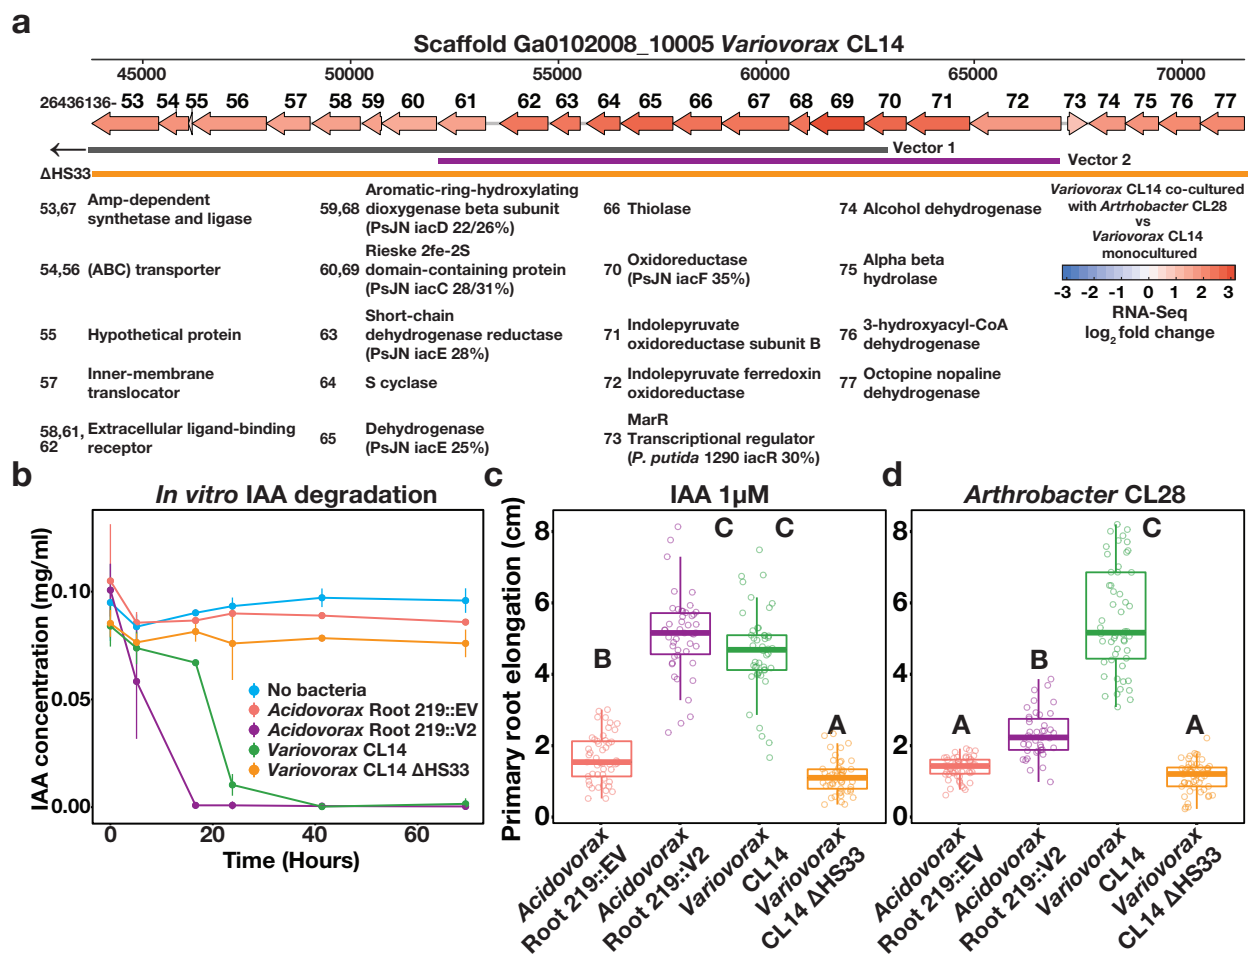 a
Scaffold Ga0102008_10005 Variovorax CL14
45000 50000 55000 60000 65000 70000
26436136- 53 54 55 56 57 58 59 60 61 62 63 64 65 66 67 68 69 70 71 72 73 74 75 76 77
Vector 1
Vector 2
ΔHS33
53,67 Amp-dependent
synthetase and ligase
54,56 (ABC) transporter
55 Hypothetical protein
57 Inner-membrane
translocator
58,61,
62 Extracellular ligand-binding
receptor
59,68 Aromatic-ring-hydroxylating
dioxygenase beta subunit
(PsJN iacD 22/26%)
60,69 Rieske 2fe-2S
domain-containing protein
(PsJN iacC 28/31%)
63 Short-chain
dehydrogenase reductase
(PsJN iacE 28%)
64 S cyclase
65 Dehydrogenase
(PsJN iacE 25%)
66 Thiolase
70 Oxidoreductase
(PsJN iacF 35%)
71 Indolepyruvate
oxidoreductase subunit B
72 Indolepyruvate ferredoxin
oxidoreductase
73 MarR
Transcriptional regulator
(P. putida 1290 iacR 30%)
74 Alcohol dehydrogenase
75 Alpha beta
hydrolase
76 3-hydroxyacyl-CoA
dehydrogenase
77 Octopine nopaline
dehydrogenase
Variovorax CL14 co-cultured
with Artrhobacter CL28
vs
Variovorax CL14
monocultured
-3 -2 -1 0 1 2 3
RNA-Seq
log2 fold change
b
In vitro IAA degradation
IAA concentration (mg/ml)
0.10
0.05
0.00
0 20 40 60
Time (Hours)
No bacteria
Acidovorax Root 219::EV
Acidovorax Root 219::V2
Variovorax CL14
Variovorax CL14 ΔHS33
c
IAA 1µM
Primary root elongation (cm)
8
6
4
2
0
B
C
C
A
Acidovorax
Root 219::EV
Acidovorax
Root 219::V2
Variovorax
CL14
Variovorax
CL14 ΔHS33
d
Arthrobacter CL28
8
6
4
2
0
A
B
C
A
Acidovorax
Root 219::EV
Acidovorax
Root 219::V2
Variovorax
CL14
Variovorax
CL14 ΔHS33